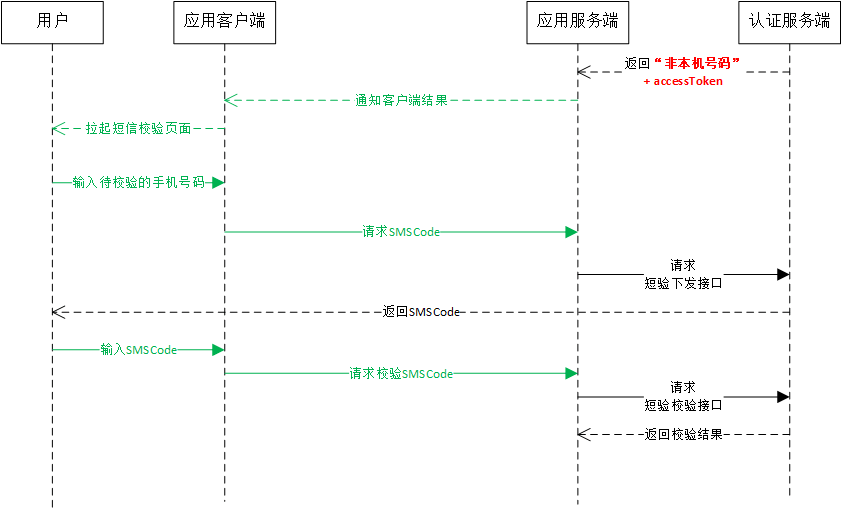 用户
应用客户端
应用服务端
认证服务端
返回“非本机号码”
+ accessToken
通知客户端结果
拉起短信校验页面
输入待校验的手机号码
请求SMSCode
请求
短验下发接口
返回SMSCode
输入SMSCode
请求校验SMSCode
请求
短验校验接口
返回校验结果